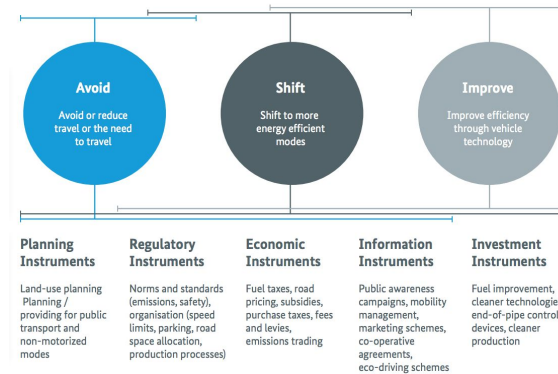 Avoid
Avoid or reduce
travel or the need
to travel
Shift
Shift to more
energy efficient
modes
Improve
Improve efficiency
through vehicle
technology
Planning
Instruments
Land-use planning
Planning /
providing for public
transport and
non-motorized
modes
Regulatory
Instruments
Norms and standards
(emissions, safety),
organisation (speed
limits, parking, road
space allocation,
production processes)
Economic
Instruments
Fuel taxes, road
pricing, subsidies,
purchase taxes, fees
and levies,
emissions trading
Information
Instruments
Public awareness
campaigns, mobility
management,
marketing schemes,
co-operative
agreements,
eco-driving schemes
Investment
Instruments
Fuel improvement,
cleaner technologie
end-of-pipe control
devices, cleaner
production